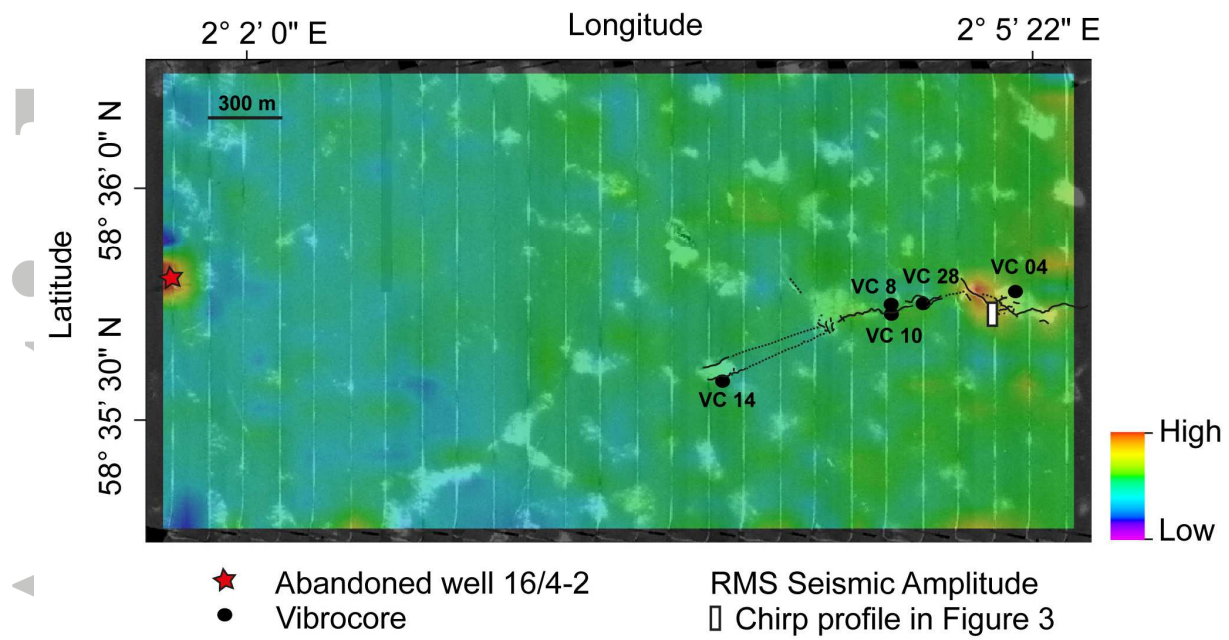 Longitude
2° 2' 0" E
2° 5' 22" E
300 m
Latitude
58° 36' 0" N
58° 35' 30" N
VC 04
VC 28
VC 8
VC 10
VC 14
High
Low
Abandoned well 16/4-2
RMS Seismic Amplitude
Vibrocore
Chirp profile in Figure 3